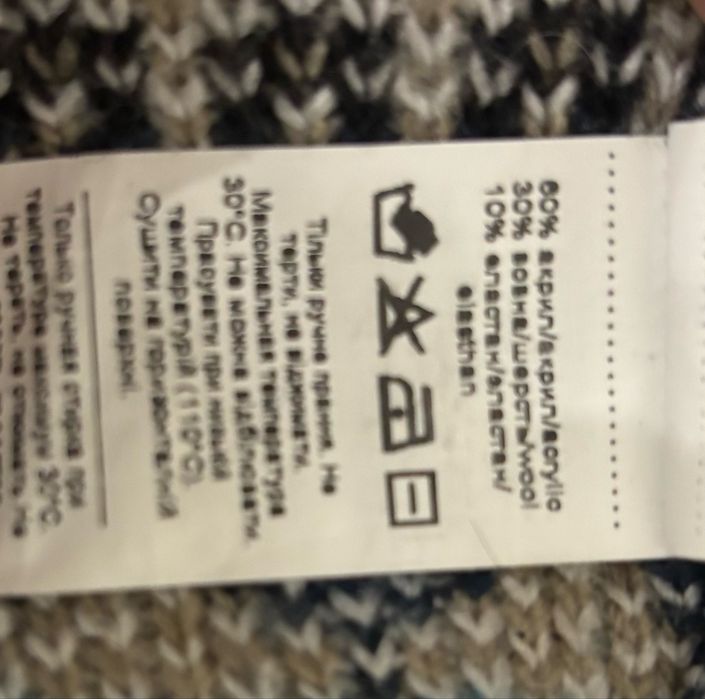 60% акрил/акрил/acrylic
30% вовна/шерсть/wool
10% еластан/эластан/
elasthan
Тільки ручне прання. Не
терти, не віджимати.
Максимальна температура
30°C. Не можна відбілювати.
Прасувати при низькій
температурі (110°C).
Сушити на горизонтальній
поверхні.
Только ручная стирка при
температуре максимум 30°C.
Не тереть, не отжимать. Не